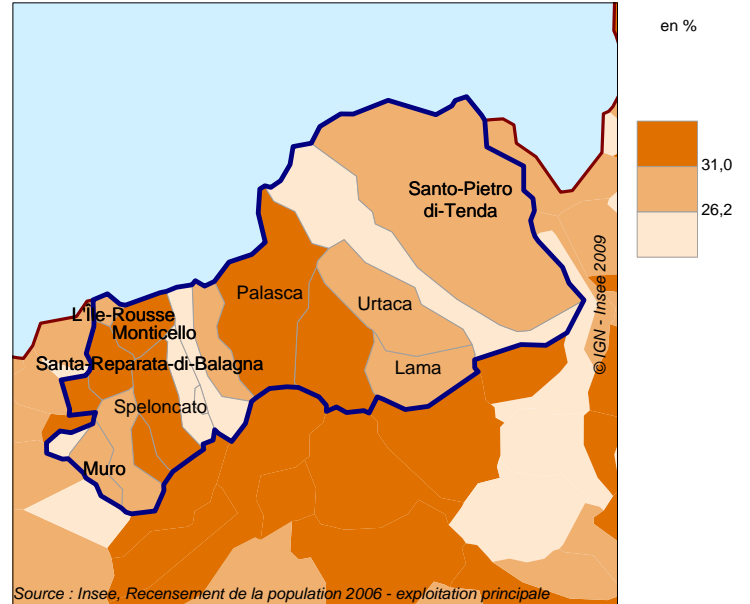 en %
31,0
26,2
Santo-Pietro
di-Tenda
Palasca
Urtaca
L'Île-Rousse
Monticello
Santa-Reparata-di-Balagna
Lama
Speloncato
Muro
© IGN - Insee 2009
Source : Insee, Recensement de la population 2006 - exploitation principale